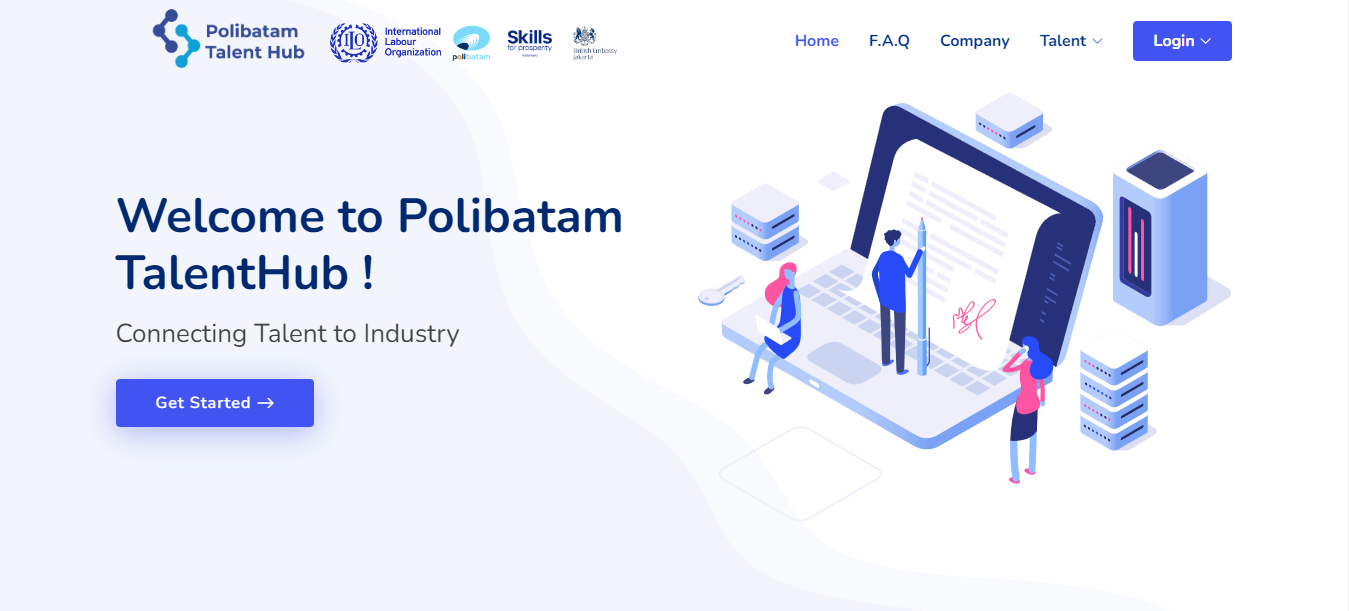 Polibatam
Talent Hub
International
Labour
Organization
polibatam
Skills
for prosperity
British Embassy
Jakarta
Home
F.A.Q
Company
Talent
Login
Welcome to Polibatam
TalentHub !
Connecting Talent to Industry
Get Started →